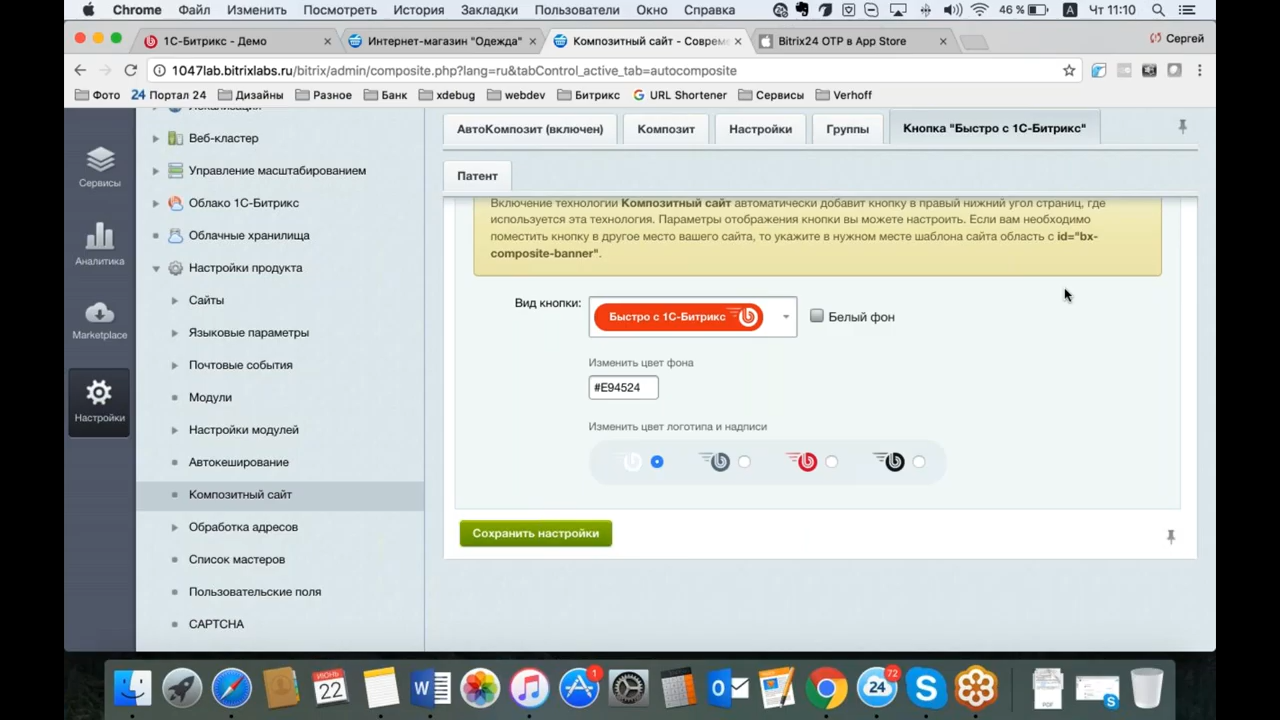 Chrome Файл Изменить Посмотреть История Закладки Пользователи Окно Справка 46 % A Чт 11:10
1С-Битрикс - Демо
Интернет-магазин "Одежда"
Композитный сайт - Соврем
Bitrix24 OTP в App Store
Сергей
1047lab.bitrixlabs.ru/bitrix/admin/composite.php?lang=ru&tabControl_active_tab=autocomposite
Фото 24 Портал 24 Дизайны Разное Банк xdebug webdev Битрикс URL Shortener Сервисы Verhoff
Сервисы
Аналитика
Marketplace
Настройки
Веб-кластер
Управление масштабированием
Облако 1С-Битрикс
Облачные хранилища
Настройки продукта
Сайты
Языковые параметры
Почтовые события
Модули
Настройки модулей
Автокеширование
Композитный сайт
Обработка адресов
Список мастеров
Пользовательские поля
CAPTCHA
АвтоКомпозит (включен) Композит Настройки Группы Кнопка "Быстро с 1С-Битрикс"
Патент
Включение технологии Композитный сайт автоматически добавит кнопку в правый нижний угол страниц, где
используется эта технология. Параметры отображения кнопки вы можете настроить. Если вам необходимо
поместить кнопку в другое место вашего сайта, то укажите в нужном месте шаблона сайта область с id="bx-
composite-banner".
Вид кнопки: Быстро с 1С-Битрикс Белый фон
Изменить цвет фона
#E94524
Изменить цвет логотипа и надписи
Сохранить настройки
ИЮНЬ
22
W
1
O
24
72
S
PDF